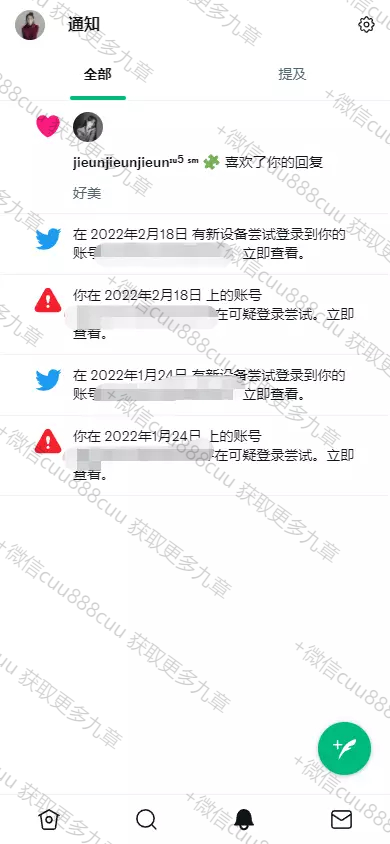 通知
全部
提及
jieunjieunjieun
喜欢了你的回复
好美
在 2022年2月18日 有新设备尝试登录到你的
账号 立即查看。
你在 2022年2月18日 上的账号
在可疑登录尝试。立即
查看。
在 2022年1月24日 有新设备尝试登录到你的
账号 立即查看。
你在 2022年1月24日 上的账号
在可疑登录尝试。立即
查看。
+微信cuu888cuu 获取更多九章